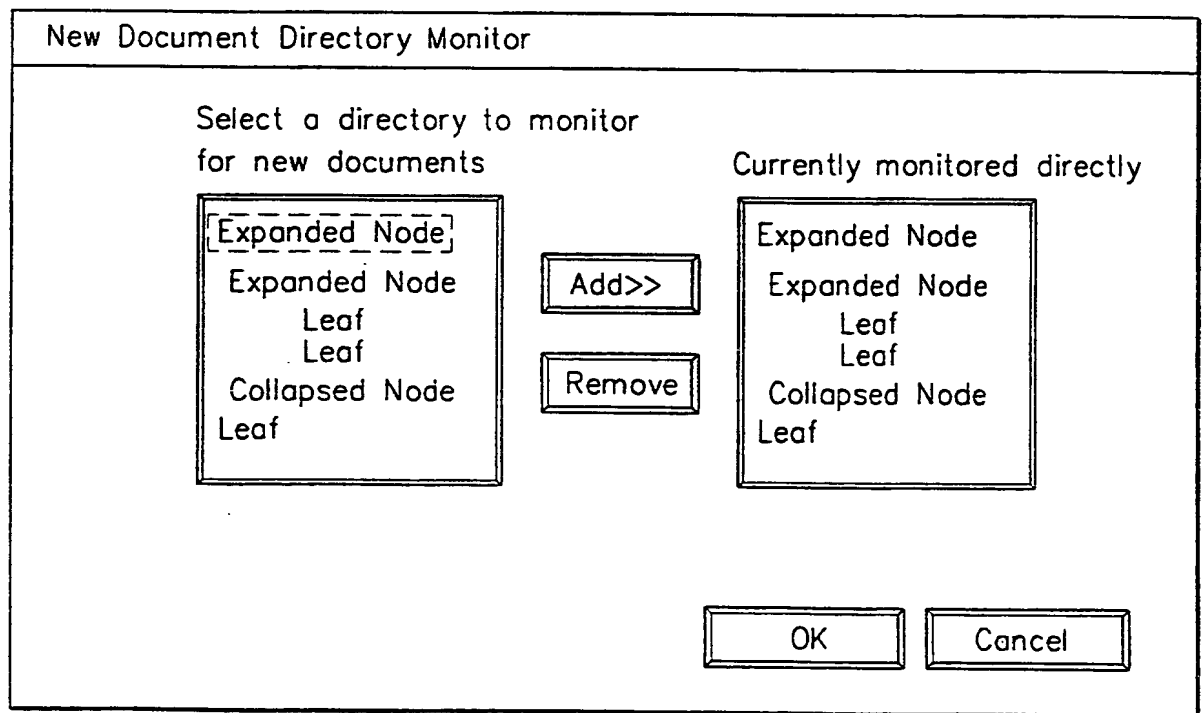 New Document Directory Monitor
Select a directory to monitor
for new documents
Expanded Node
Expanded Node
Leaf
Leaf
Collapsed Node
Leaf
Add>>
Remove
Currently monitored directly
Expanded Node
Expanded Node
Leaf
Leaf
Collapsed Node
Leaf
OK
Cancel